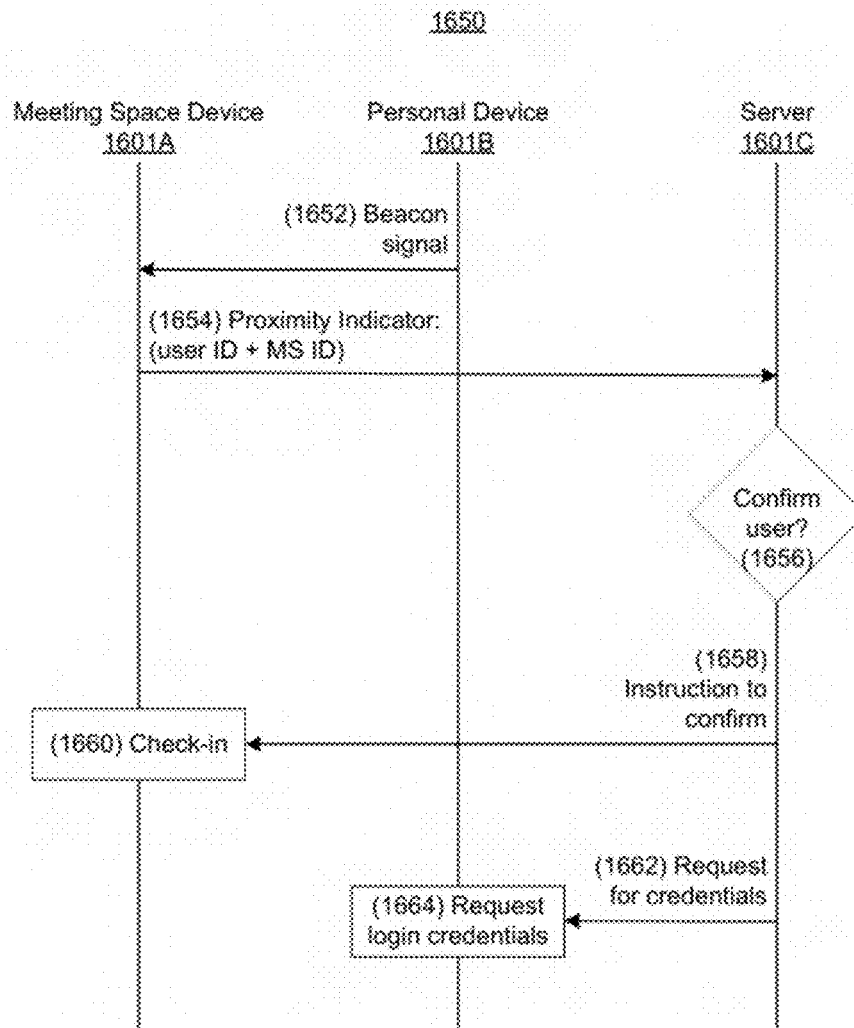 1650
Meeting Space Device
1601A
Personal Device
1601B
Server
1601C
(1652) Beacon
signal
(1654) Proximity Indicator:
(user ID + MS ID)
Confirm
user?
(1656)
(1658)
Instruction to
confirm
(1660) Check-in
(1662) Request
for credentials
(1664) Request
login credentials